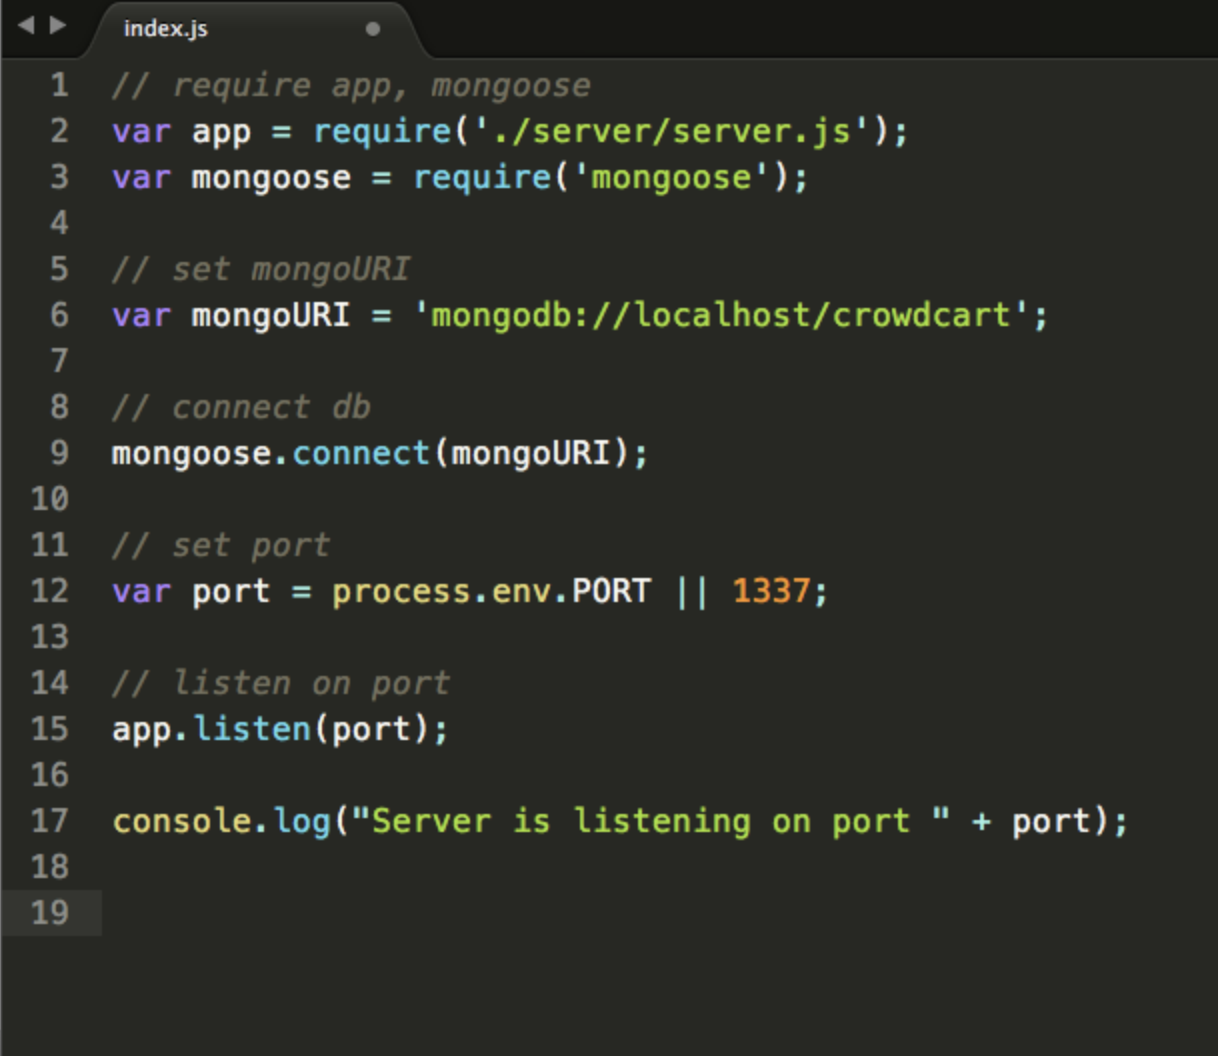 index.js
1 // require app, mongoose
2 var app = require('./server/server.js');
3 var mongoose = require('mongoose');
4
5 // set mongoURI
6 var mongoURI = 'mongodb://localhost/crowdcart';
7
8 // connect db
9 mongoose.connect(mongoURI);
10
11 // set port
12 var port = process.env.PORT || 1337;
13
14 // listen on port
15 app.listen(port);
16
17 console.log("Server is listening on port " + port);
18
19